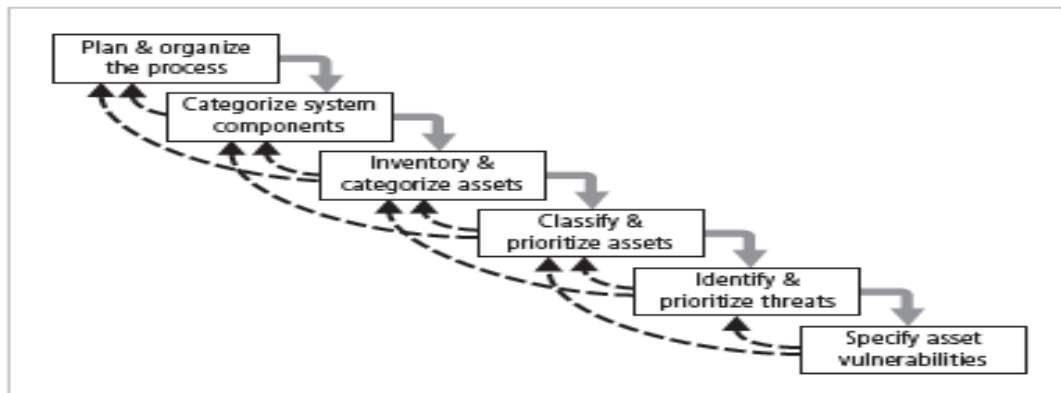 Plan & organize
the process
Categorize system
components
Inventory &
categorize assets
Classify &
prioritize assets
Identify &
prioritize threats
Specify asset
vulnerabilities